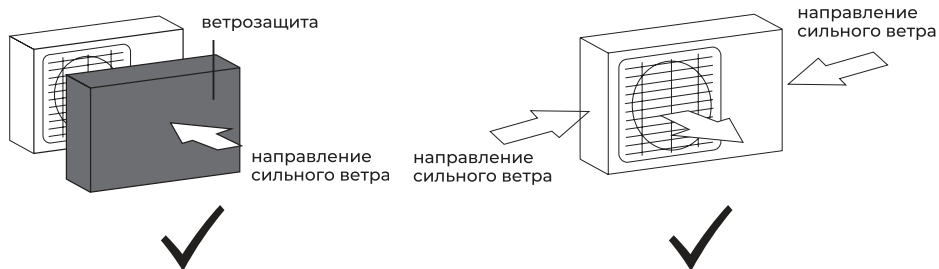 ветрозащита
направление
сильного ветра
направление
сильного ветра
направление
сильного ветра